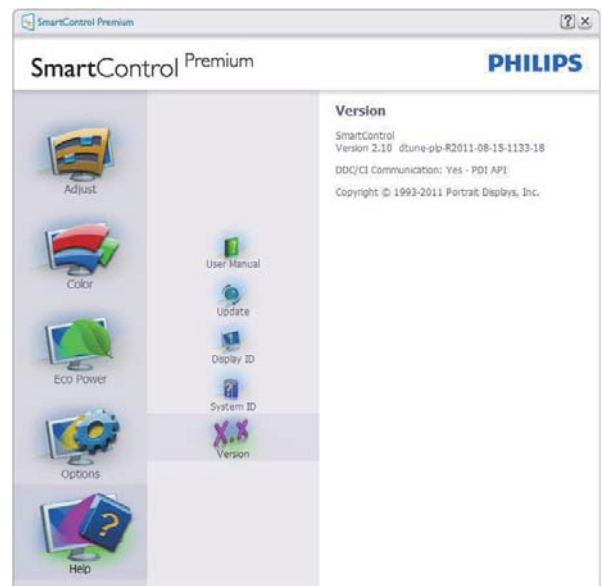 SmartControl Premium
SmartControl Premium
PHILIPS
Adjust
Color
Eco Power
Options
Help
User Manual
Update
Display ID
System ID
X.X
Version
Version
SmartControl
Version 2.10 dtune-plp-R2011-08-15-1133-18
DDC/CI Communication: Yes - PDI API
Copyright © 1993-2011 Portrait Displays, Inc.